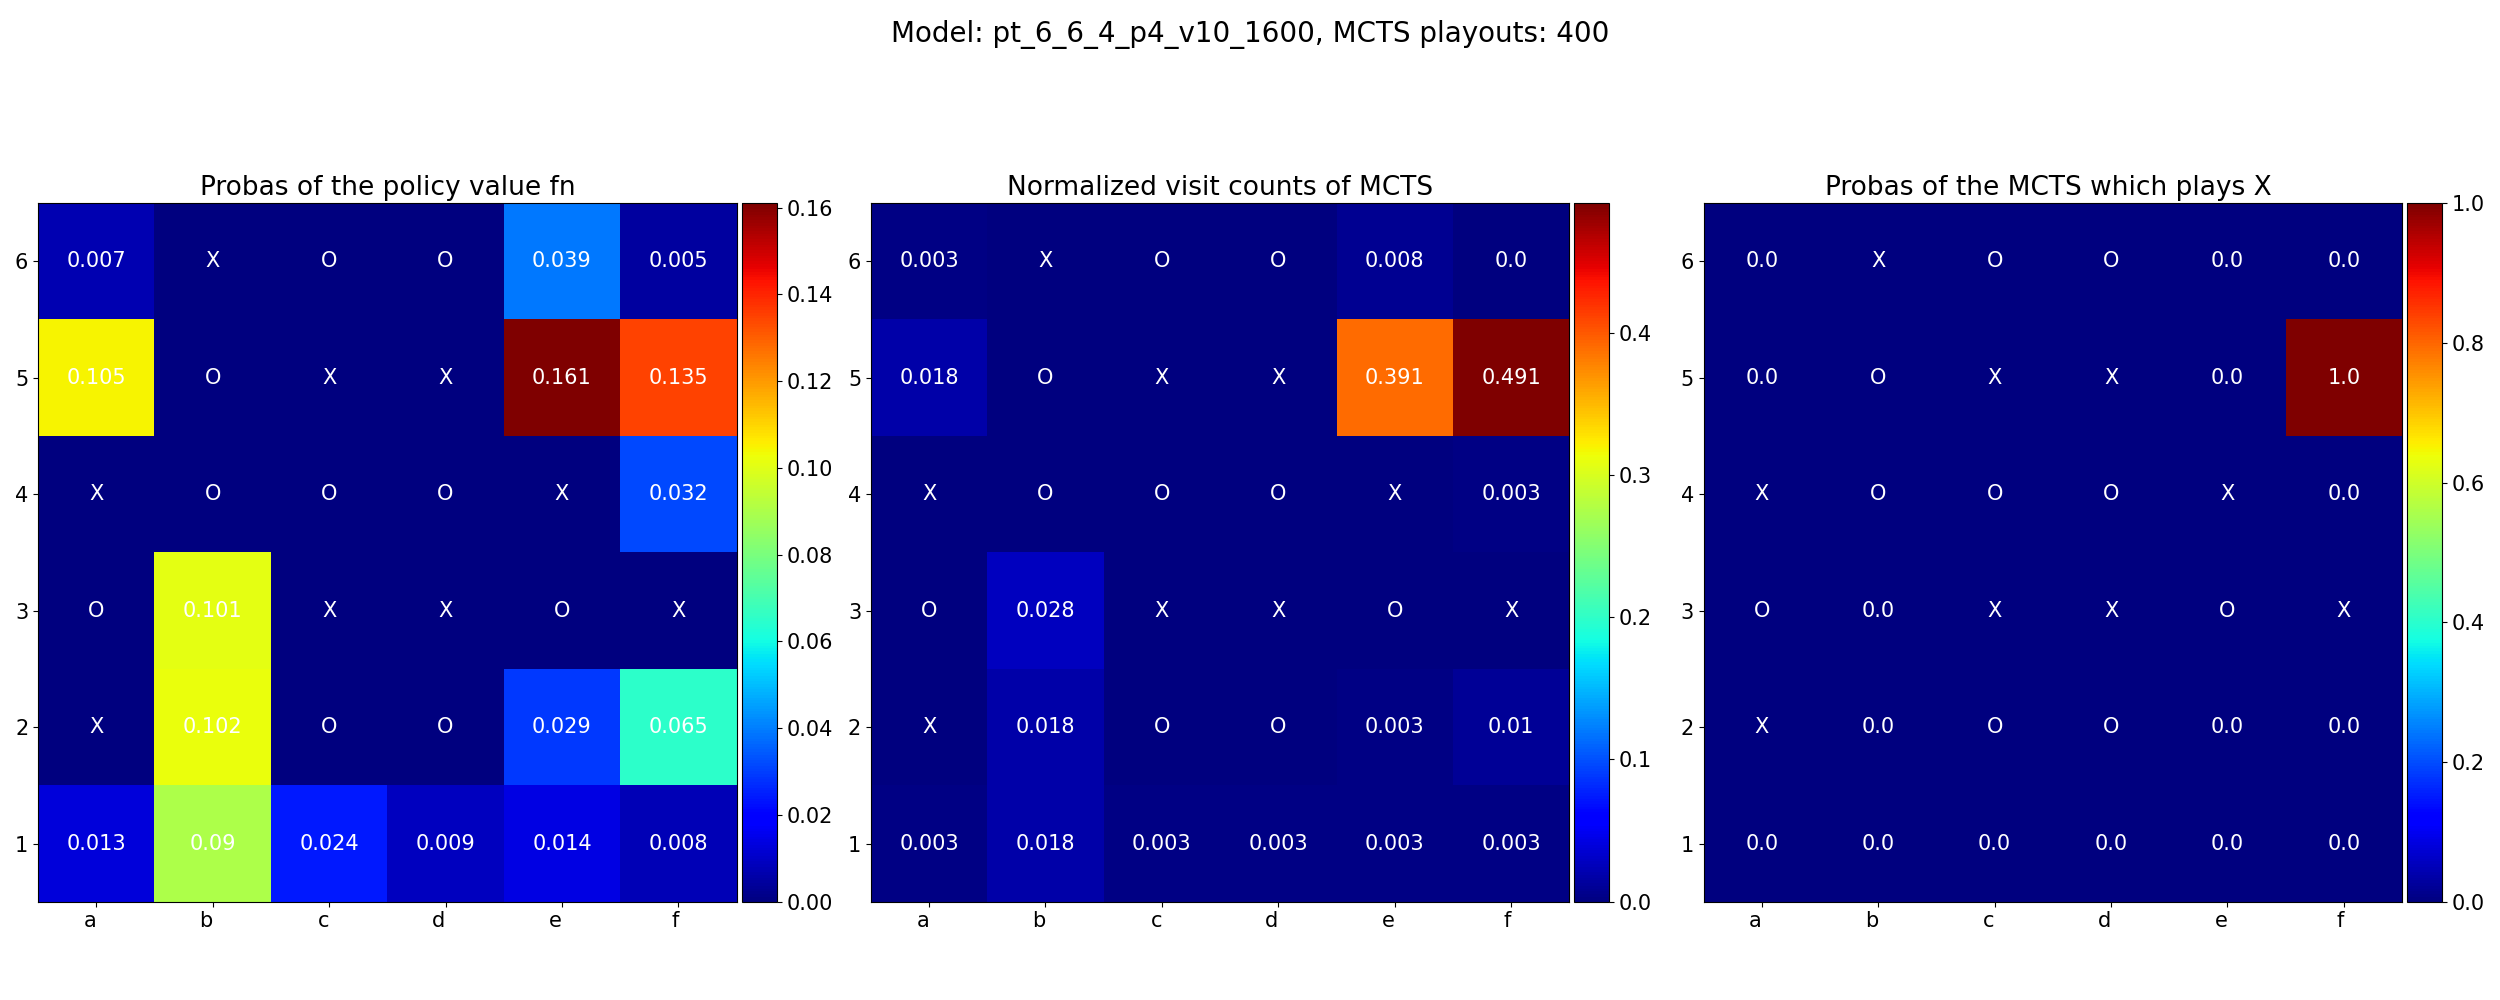 Model: pt_6_6_4_p4_v10_1600, MCTS playouts: 400
Probas of the policy value fn
6 0.007 X O O 0.039 0.005
5 0.105 O X X 0.161 0.135
4 X O O O X 0.032
3 O 0.101 X X O X
2 X 0.102 O O 0.029 0.065
1 0.013 0.09 0.024 0.009 0.014 0.008
a b c d e f
0.16
0.14
0.12
0.10
0.08
0.06
0.04
0.02
0.00
Normalized visit counts of MCTS
6 0.003 X O O 0.008 0.0
5 0.018 O X X 0.391 0.491
4 X O O O X 0.003
3 O 0.028 X X O X
2 X 0.018 O O 0.003 0.01
1 0.003 0.018 0.003 0.003 0.003 0.003
a b c d e f
0.4
0.3
0.2
0.1
0.0
Probas of the MCTS which plays X
6 0.0 X O O 0.0 0.0
5 0.0 O X X 0.0 1.0
4 X O O O X 0.0
3 O 0.0 X X O X
2 X 0.0 O O 0.0 0.0
1 0.0 0.0 0.0 0.0 0.0 0.0
a b c d e f
1.0
0.8
0.6
0.4
0.2
0.0